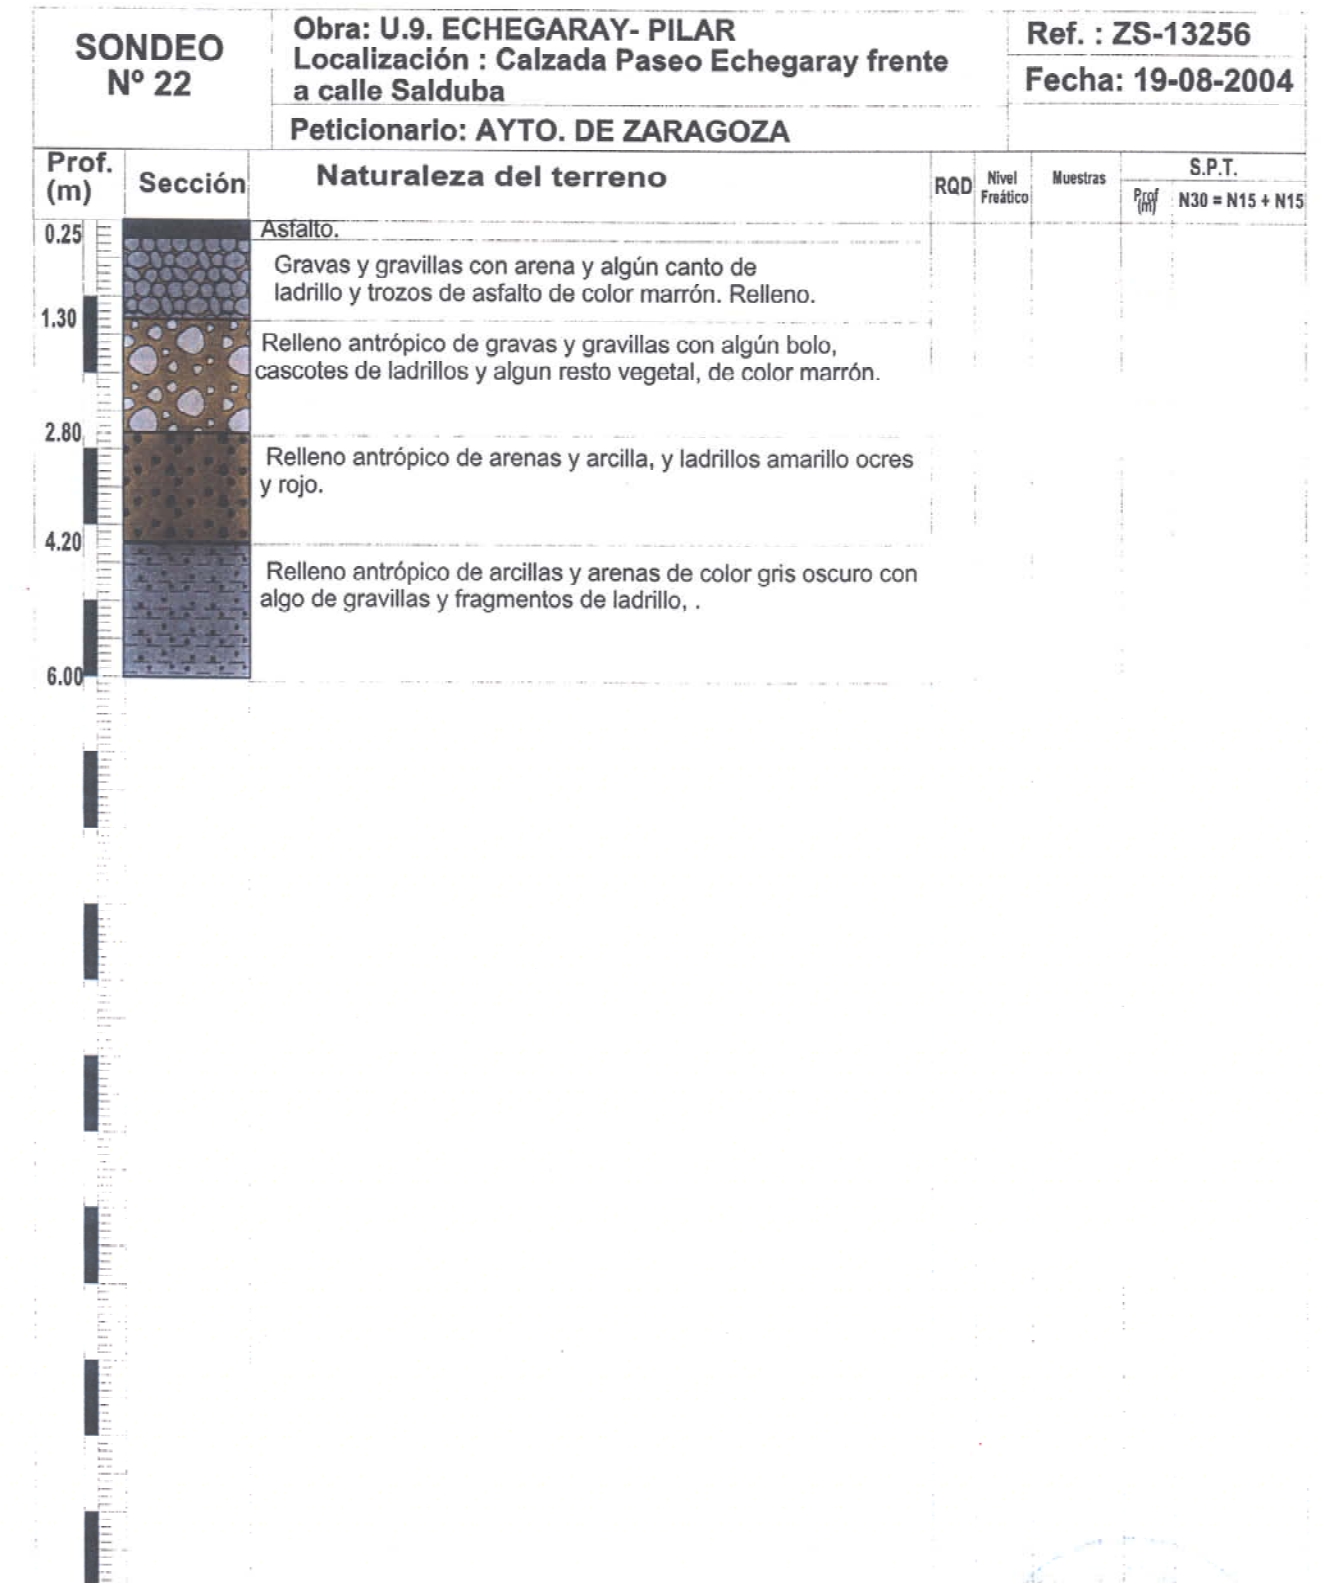 SONDEO
Nº 22
Obra: U.9. ECHEGARAY- PILAR
Localización : Calzada Paseo Echegaray frente
a calle Salduba
Peticionario: AYTO. DE ZARAGOZA
Ref. : ZS-13256
Fecha: 19-08-2004
Prof.
(m)
Sección
Naturaleza del terreno
RQD
Nivel
Freático
Muestras
S.P.T.
Prof
(m)
N30 = N15 + N15
0.25
Asfalto.
Gravas y gravillas con arena y algún canto de
ladrillo y trozos de asfalto de color marrón. Relleno.
1.30
Relleno antrópico de gravas y gravillas con algún bolo,
cascotes de ladrillos y algun resto vegetal, de color marrón.
2.80
Relleno antrópico de arenas y arcilla, y ladrillos amarillo ocres
y rojo.
4.20
Relleno antrópico de arcillas y arenas de color gris oscuro con
algo de gravillas y fragmentos de ladrillo, .
6.00